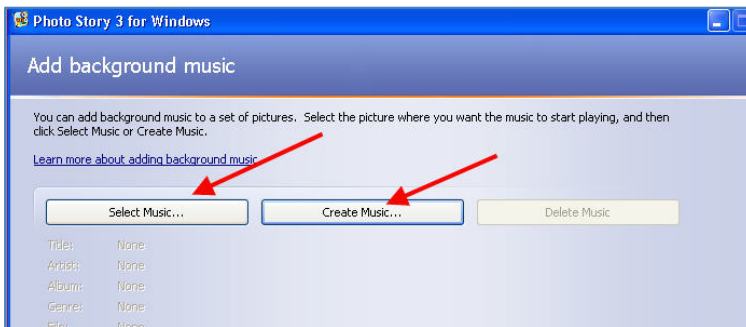 Photo Story 3 for Windows
Add background music
You can add background music to a set of pictures. Select the picture where you want the music to start playing, and then
click Select Music or Create Music.
Learn more about adding background music
Select Music... Create Music... Delete Music
Title: None
Artist: None
Album: None
Genre: None
File: None